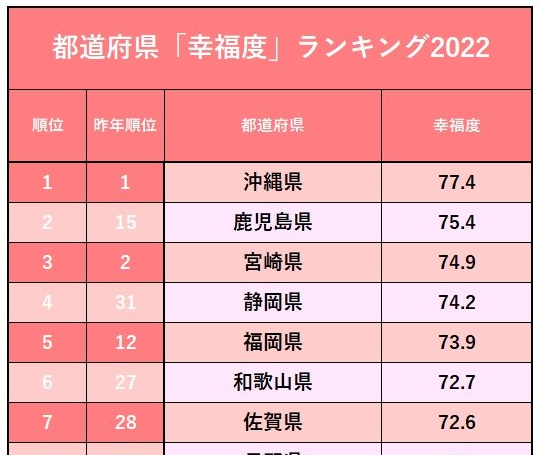 都道府県「幸福度」ランキング2022
順位 昨年順位 都道府県 幸福度
1 1 沖縄県 77.4
2 15 鹿児島県 75.4
3 2 宮崎県 74.9
4 31 静岡県 74.2
5 12 福岡県 73.9
6 27 和歌山県 72.7
7 28 佐賀県 72.6